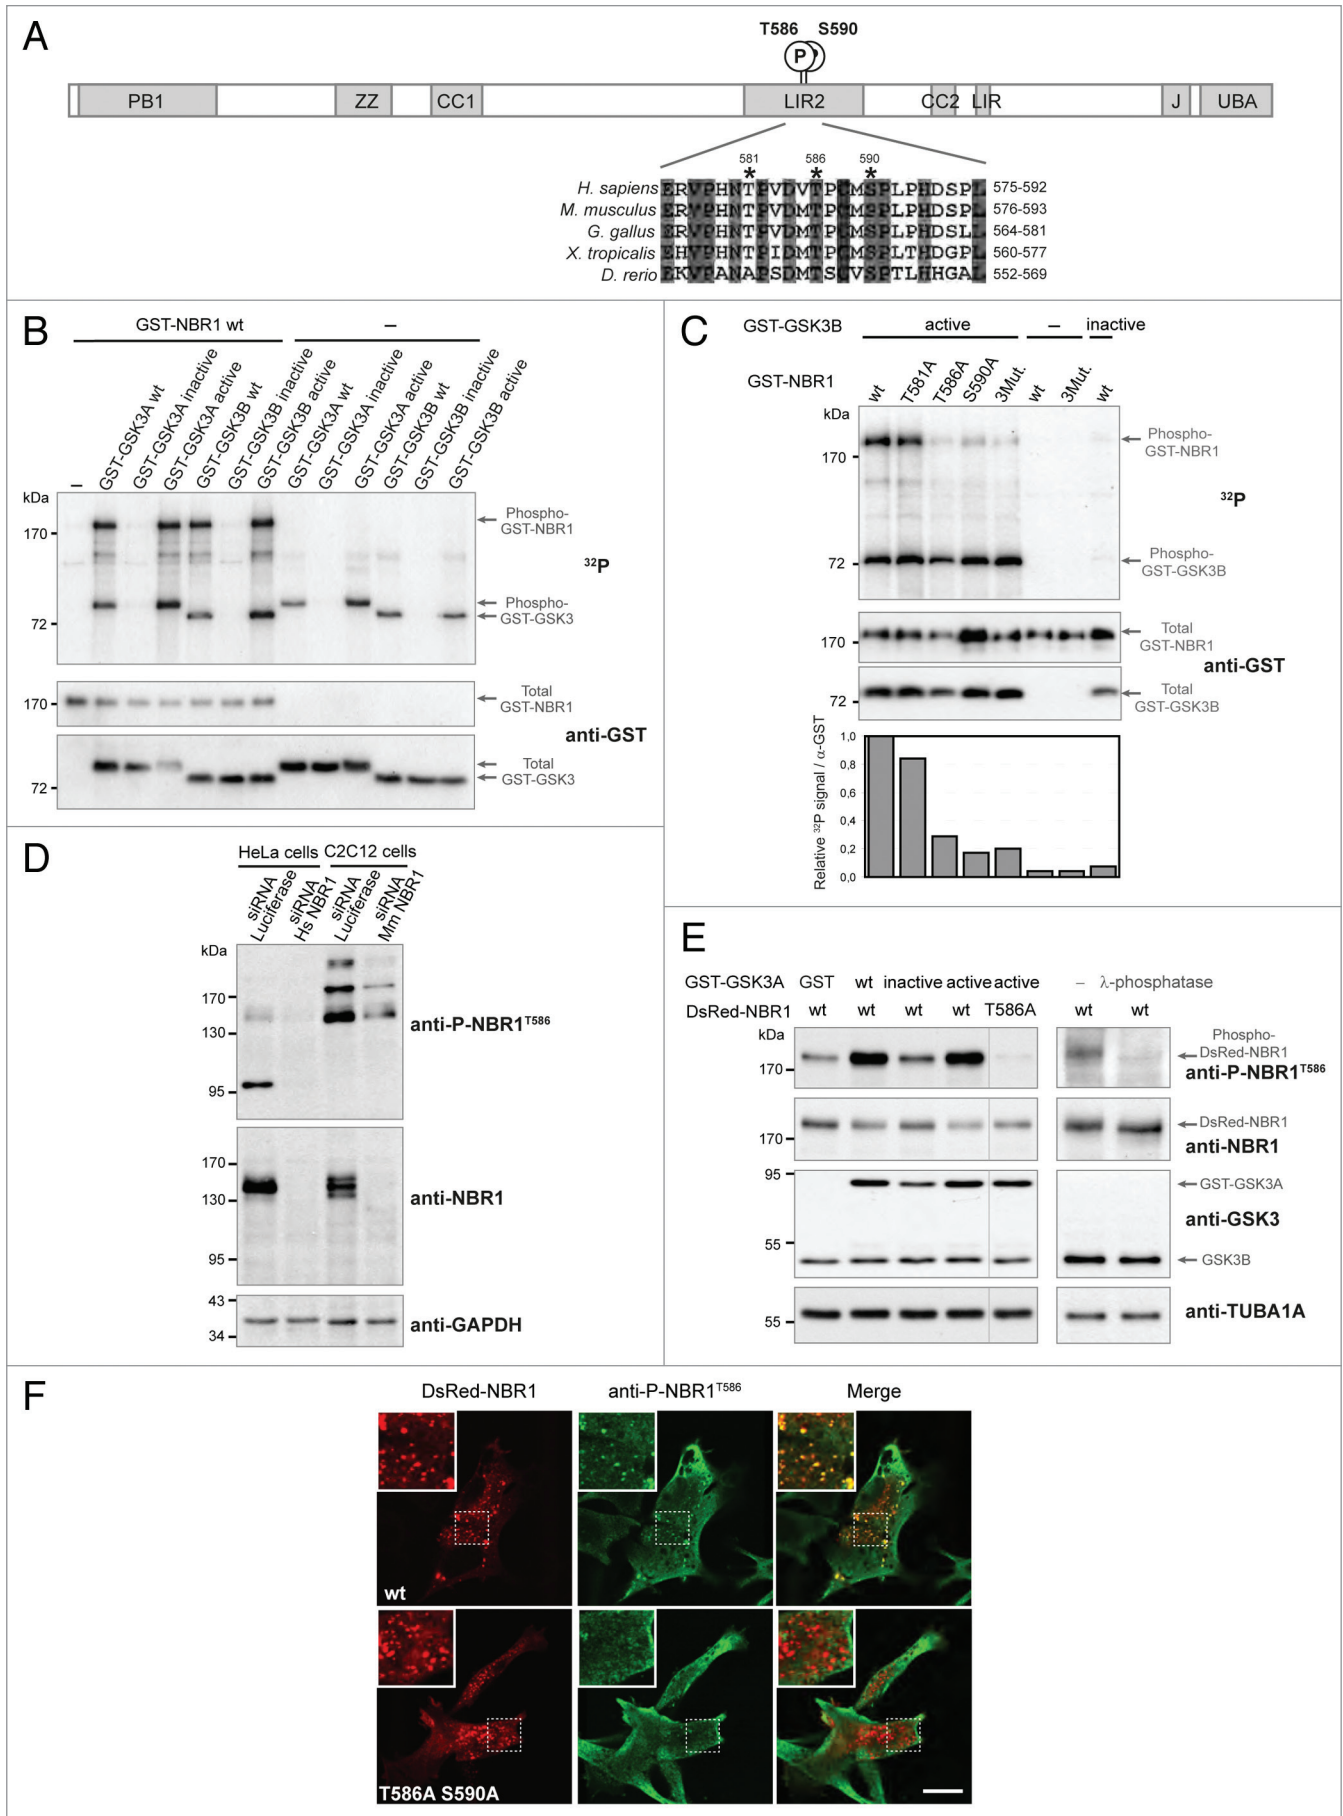 A
T586 S590
P
PB1 ZZ CC1 LIR2 CC2 LIR J UBA
581 586 590
* * *
H. sapiens ERVPHNTPVDVTPCMSPLPHDSPL 575-592
M. musculus ERVPHNTPVDMTPCMSPLPHDSPL 576-593
G. gallus ERVPHNTPVDMTPCMSPLPHDSLL 564-581
X. tropicalis EHVPHNTPIDMTPCMSPLTHDGPL 560-577
D. rerio EKVPANAPSDMTSCVSPTLHHGAL 552-569
B
GST-NBR1 wt –
–
GST-GSK3A wt
GST-GSK3A inactive
GST-GSK3A active
GST-GSK3B wt
GST-GSK3B inactive
GST-GSK3B active
GST-GSK3A wt
GST-GSK3A inactive
GST-GSK3A active
GST-GSK3B wt
GST-GSK3B inactive
GST-GSK3B active
kDa
170
72
Phospho-
GST-NBR1
32P
Phospho-
GST-GSK3
170
Total
GST-NBR1
anti-GST
72
Total
GST-GSK3
C
GST-GSK3B active – inactive
GST-NBR1 wt T581A T586A S590A 3Mut. wt 3Mut. wt
kDa
170
72
Phospho-
GST-NBR1
32P
Phospho-
GST-GSK3B
170
Total
GST-NBR1
anti-GST
72
Total
GST-GSK3B
Relative 32P signal / α-GST
1,0
0,8
0,6
0,4
0,2
0,0
D
HeLa cells C2C12 cells
siRNA Luciferase
siRNA Hs NBR1
siRNA Luciferase
siRNA Mm NBR1
kDa
170
130
95
anti-P-NBR1T586
170
130
95
anti-NBR1
43
34
anti-GAPDH
E
GST-GSK3A GST wt inactive active active – λ-phosphatase
DsRed-NBR1 wt wt wt wt T586A wt wt
kDa
170
Phospho-
DsRed-NBR1
anti-P-NBR1T586
170
DsRed-NBR1
anti-NBR1
95
55
GST-GSK3A
anti-GSK3
GSK3B
55
anti-TUBA1A
F
DsRed-NBR1 anti-P-NBR1T586 Merge
wt
T586A S590A